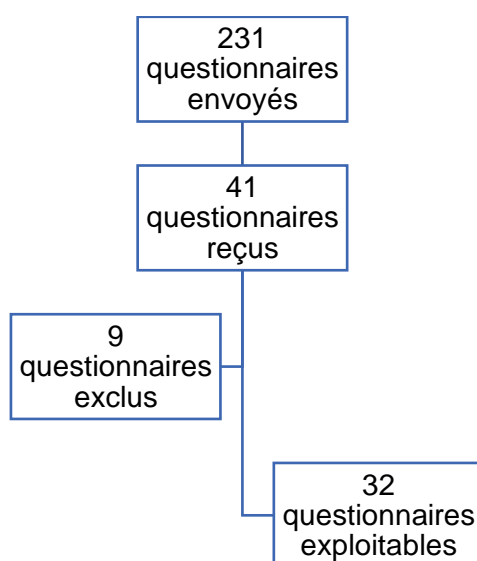 231
questionnaires
envoyés
41
questionnaires
reçus
9
questionnaires
exclus
32
questionnaires
exploitables